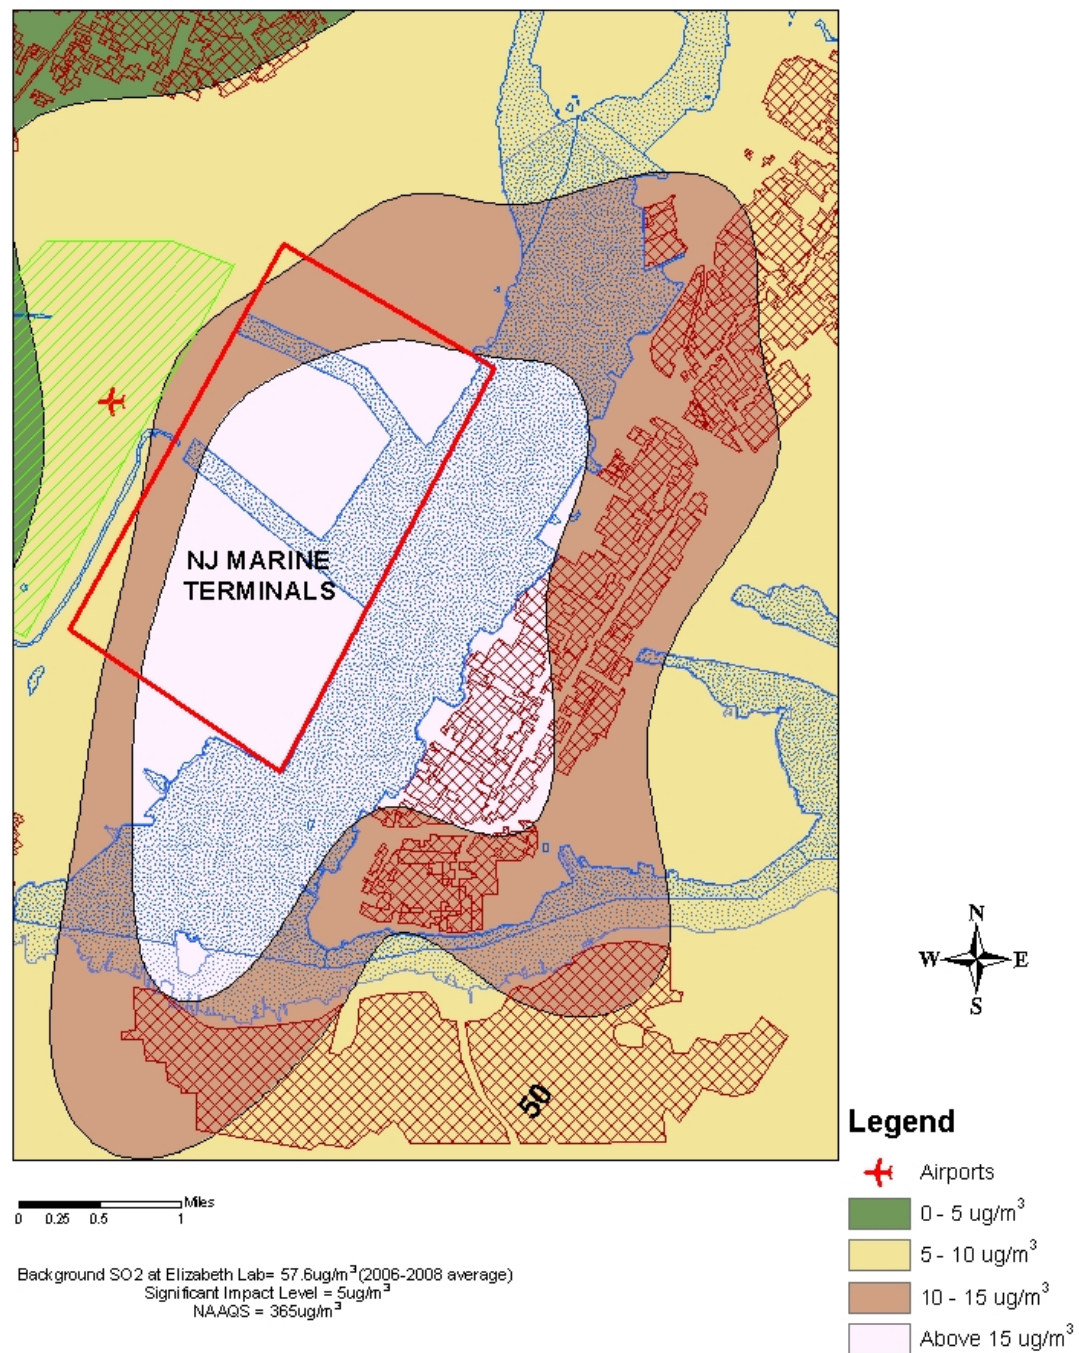 NJ MARINE
TERMINALS
50
N
W E
S
Legend
Airports
0 - 5 ug/m³
5 - 10 ug/m³
10 - 15 ug/m³
Above 15 ug/m³
Miles
0 0.25 0.5 1
Background SO2 at Elizabeth Lab= 57.6ug/m³(2006-2008 average)
Significant Impact Level = 5ug/m³
NAAQS = 365ug/m³